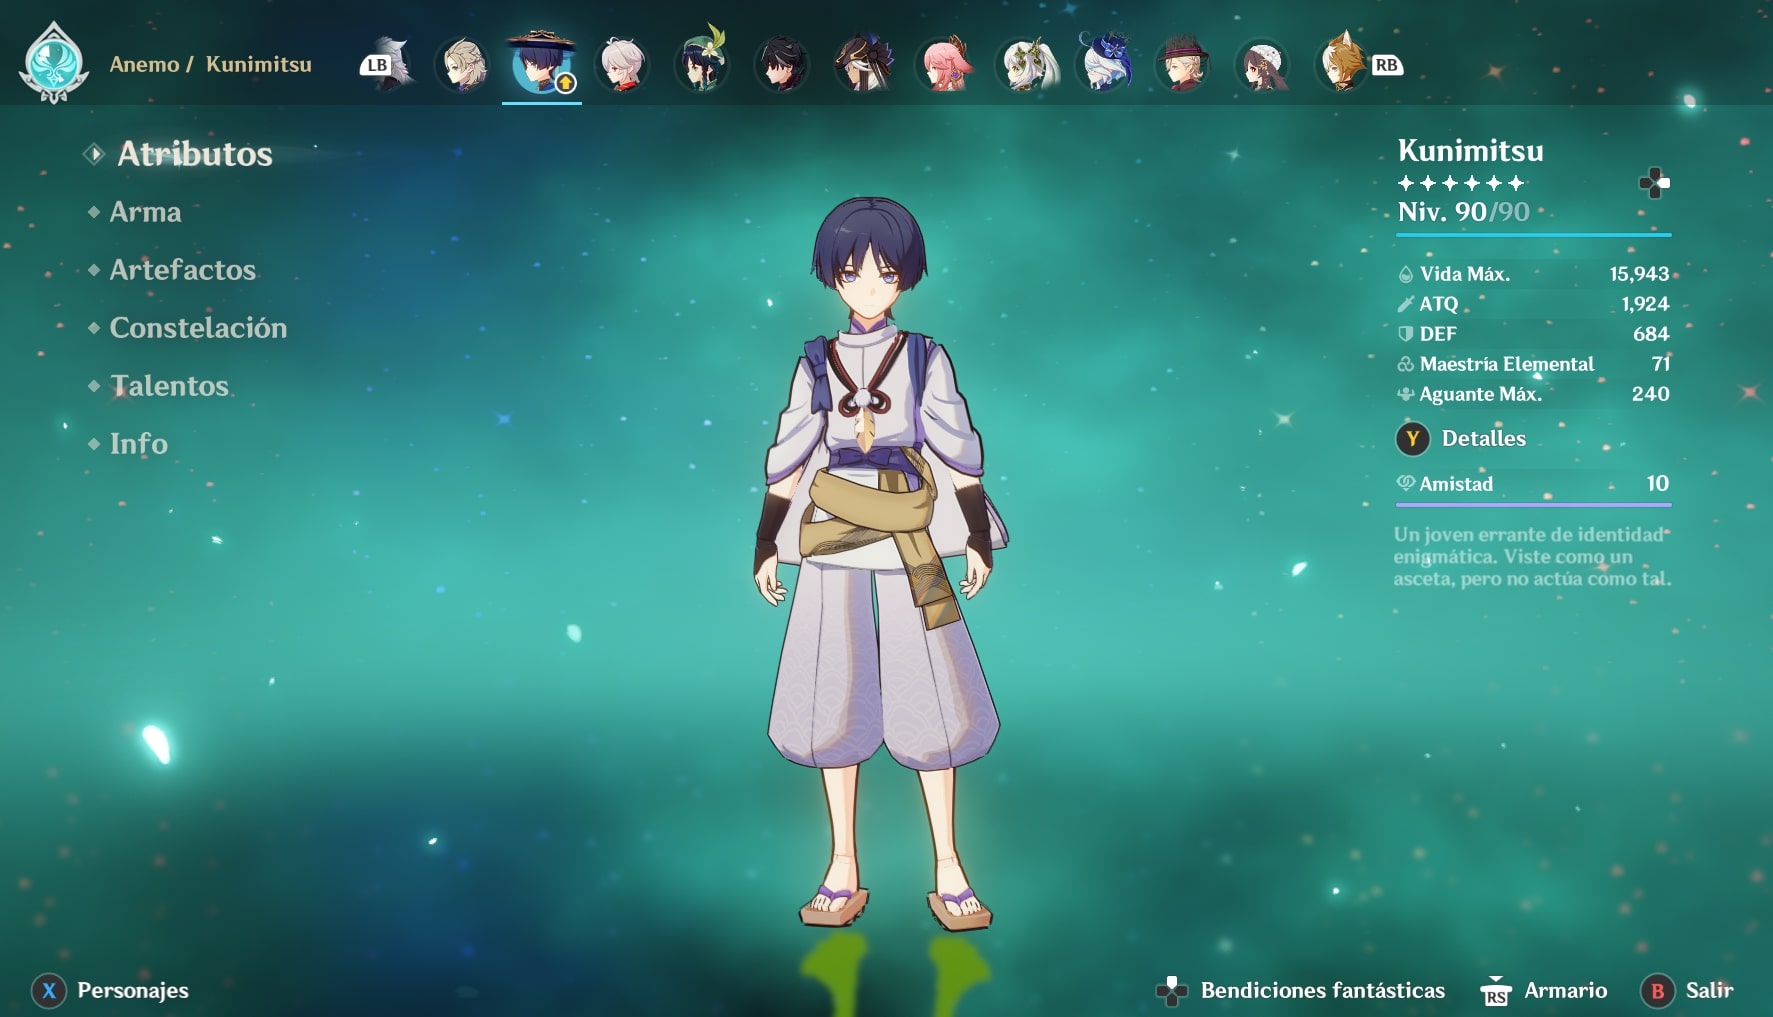 Anemo / Kunimitsu
LB
RB
Atributos
Arma
Artefactos
Constelación
Talentos
Info
Kunimitsu
Niv. 90/90
Vida Máx. 15,943
ATQ 1,924
DEF 684
Maestría Elemental 71
Aguante Máx. 240
Y Detalles
Amistad 10
Un joven errante de identidad
enigmática. Viste como un
asceta, pero no actúa como tal.
X Personajes
Bendiciones fantásticas
RS Armario
B Salir